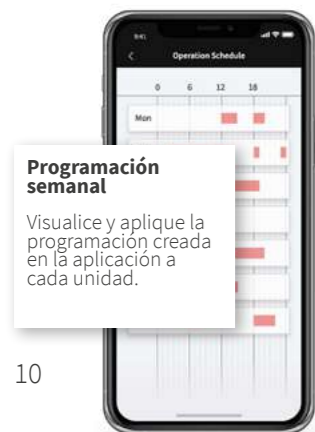 9:41
Operation Schedule
0 6 12 18
Mon
Programación
semanal
Visualice y aplique la
programación creada
en la aplicación a
cada unidad.
10